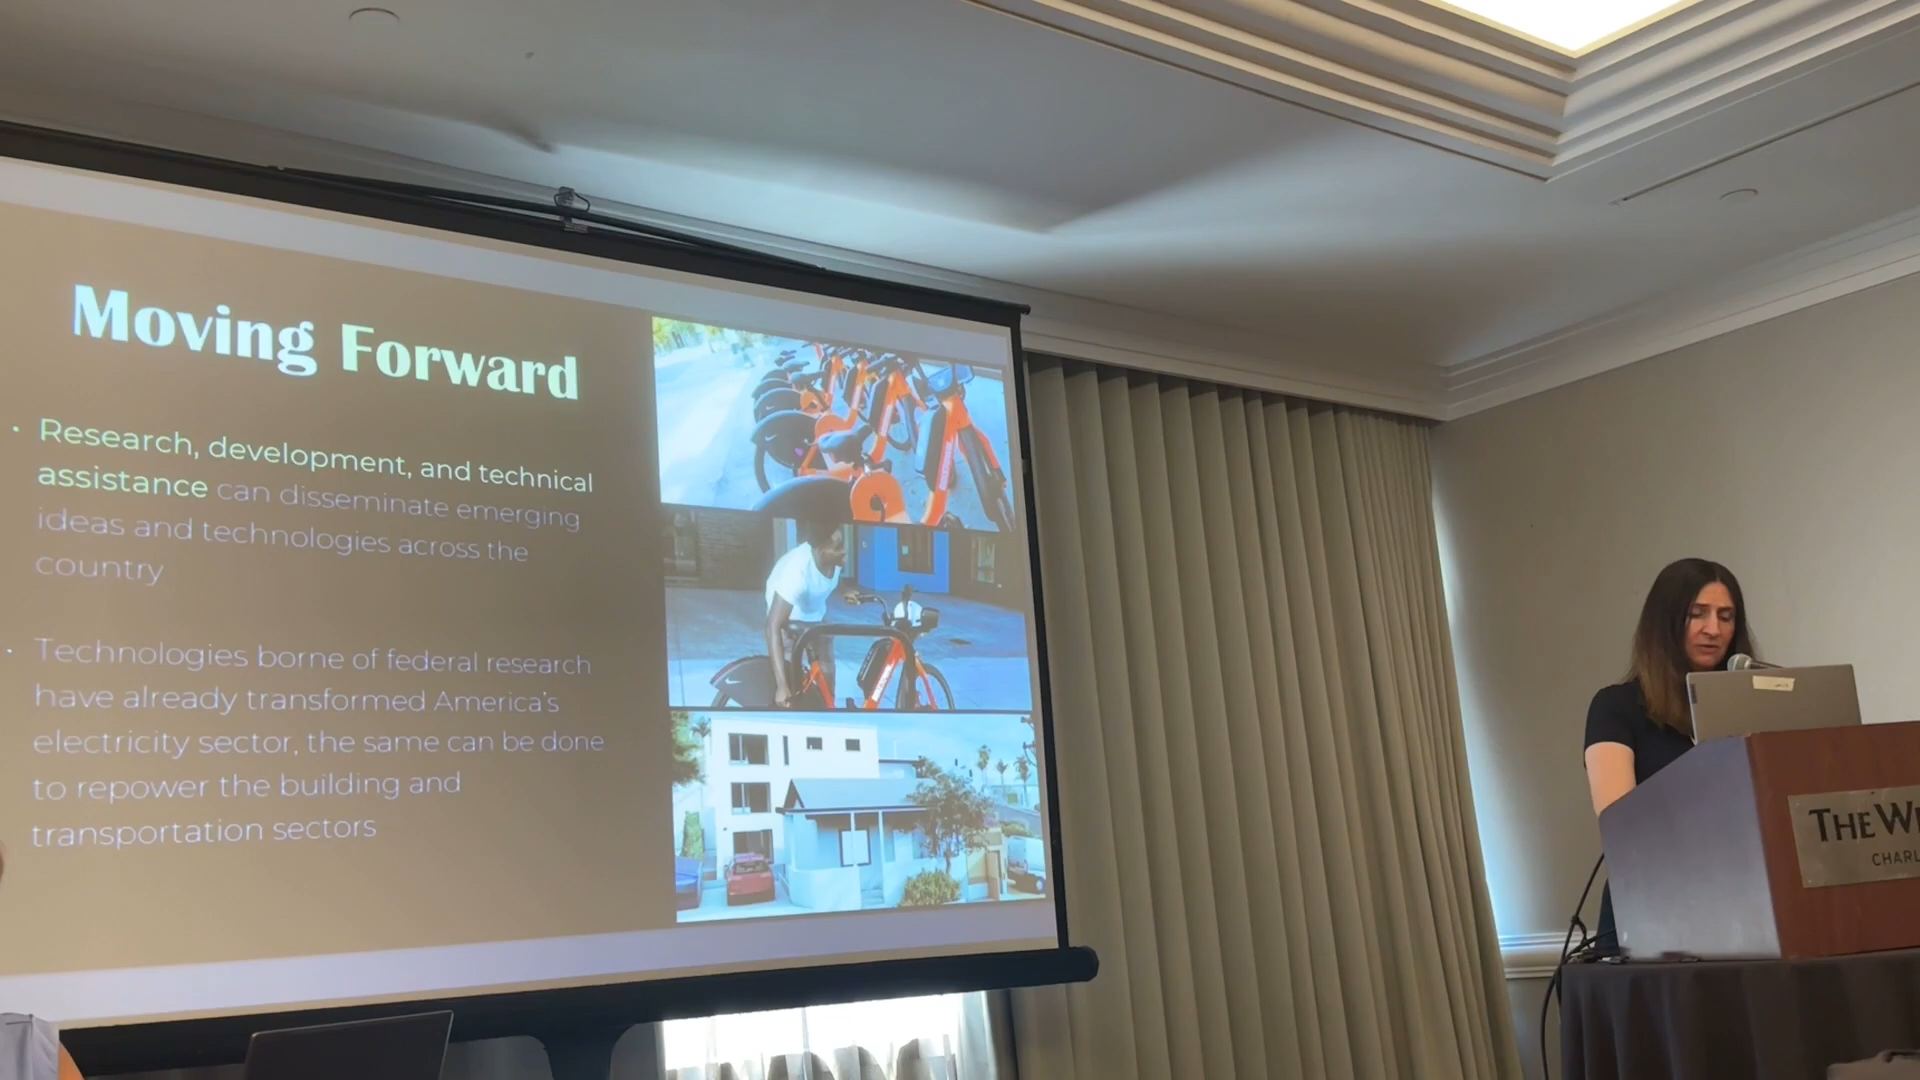 Moving Forward
Research, development, and technical
assistance can disseminate emerging
ideas and technologies across the
country
Technologies borne of federal research
have already transformed America's
electricity sector, the same can be done
to repower the building and
transportation sectors
THE
CHARL